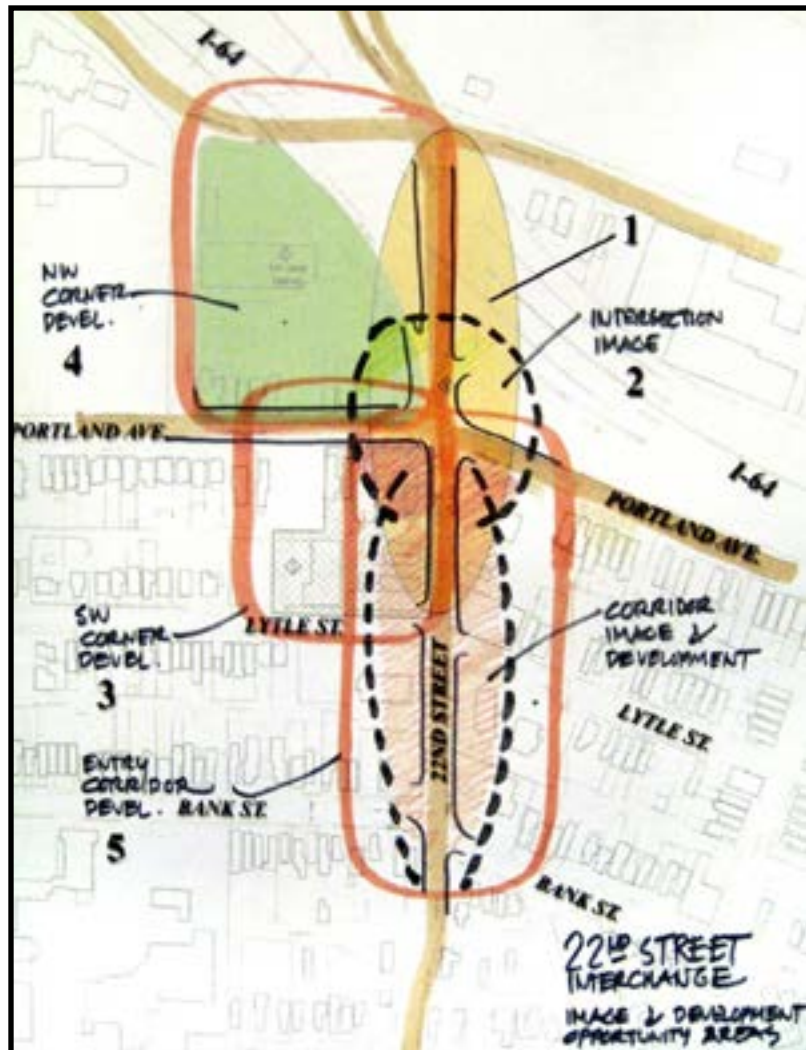 I-64
1
NW
CORNER
DEVEL.
4
INTERSECTION
IMAGE
2
PORTLAND AVE.
I-64
PORTLAND AVE.
SW
CORNER
DEVEL.
3
LYTLE ST.
CORRIDOR
IMAGE &
DEVELOPMENT
22ND STREET
LYTLE ST.
ENTRY
CORRIDOR
DEVEL.
5
BANK ST.
BANK ST.
22ND STREET
INTERCHANGE
IMAGE & DEVELOPMENT
OPPORTUNITY AREAS